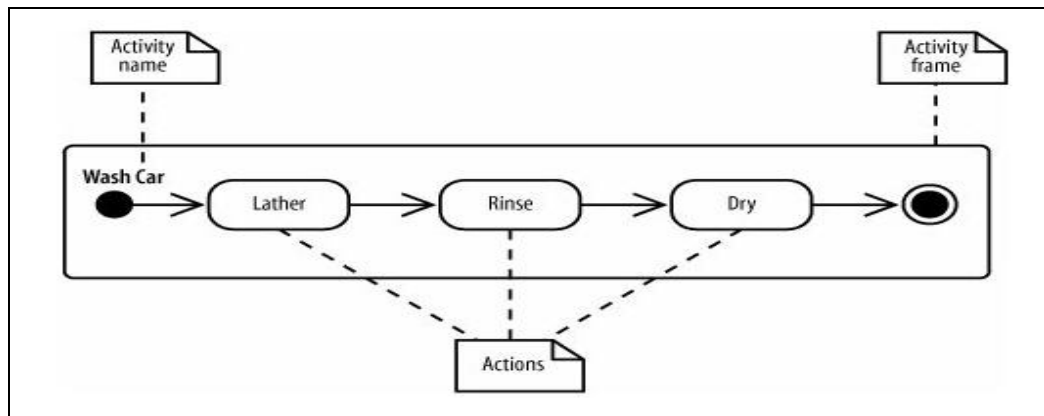 Activity
name
Activity
frame
Wash Car
Lather
Rinse
Dry
Actions